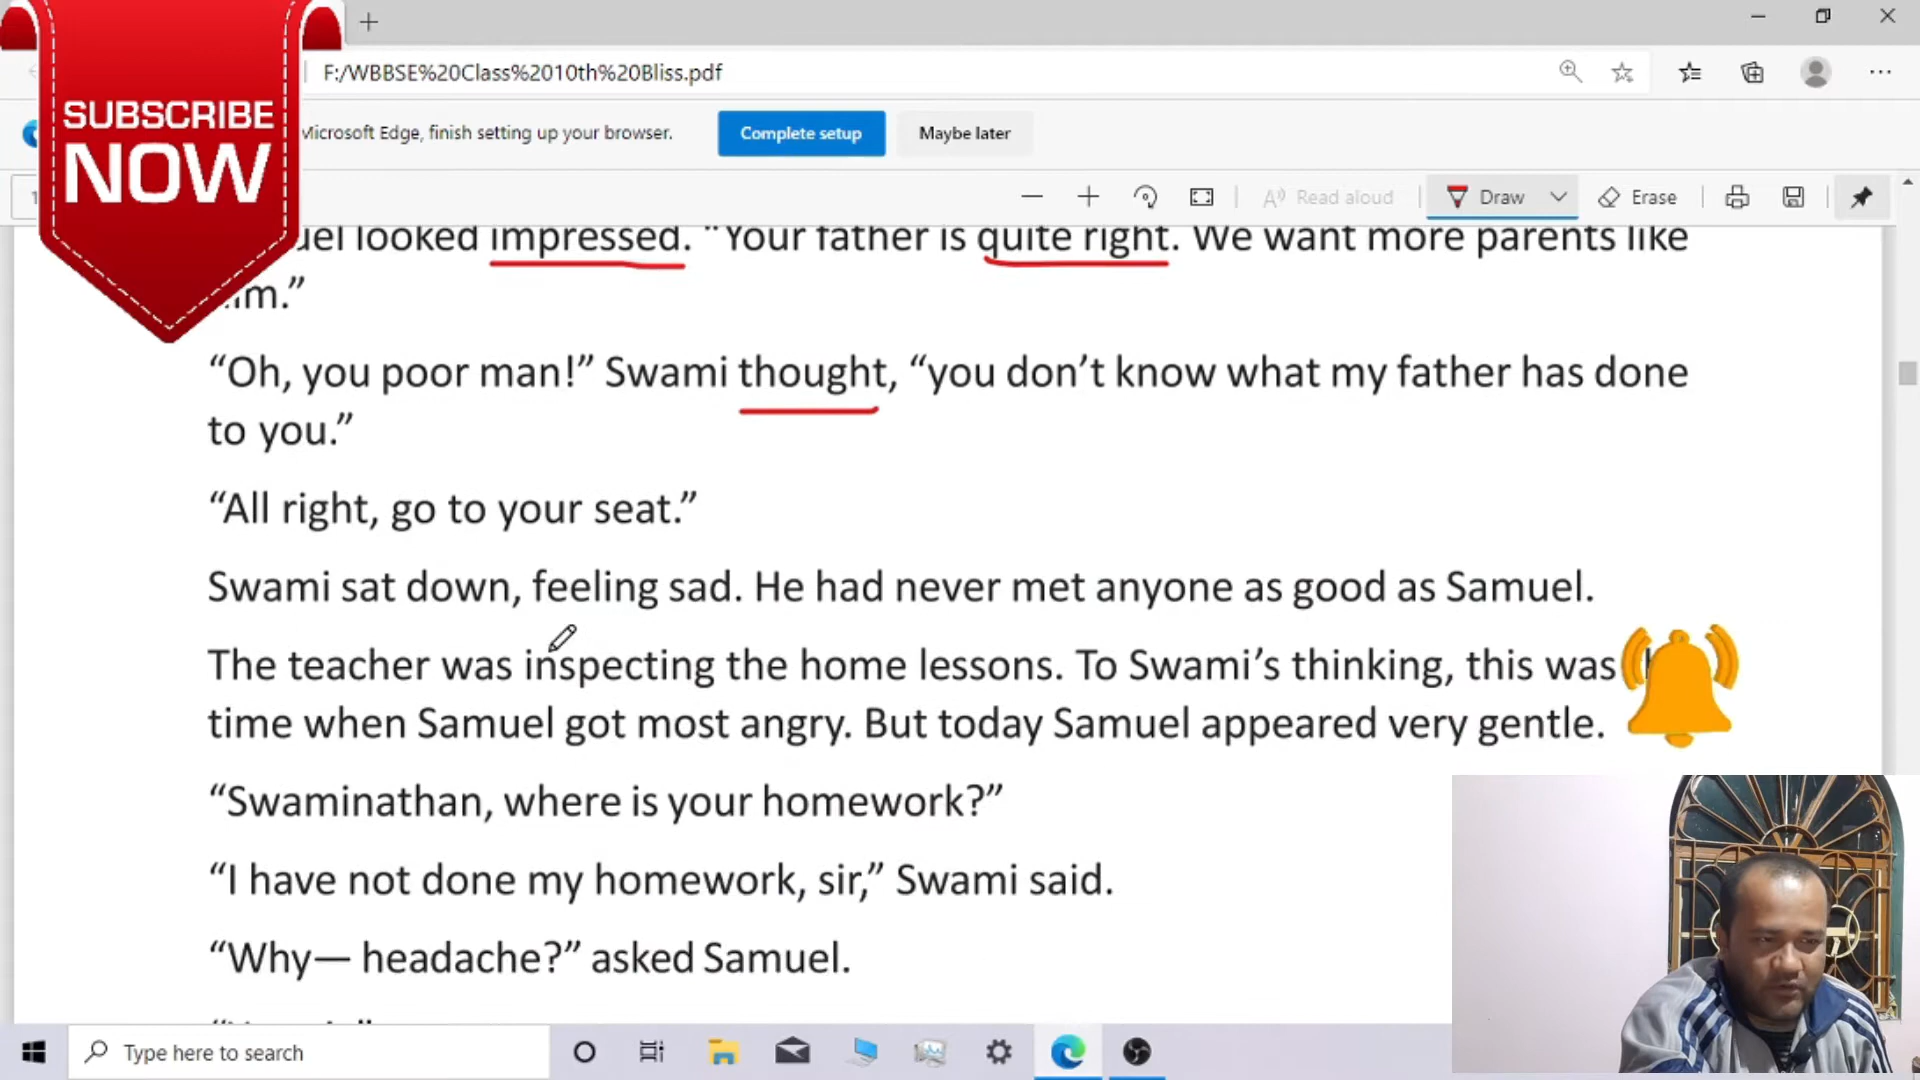 F:/WBBSE%20Class%2010th%20Bliss.pdf
SUBSCRIBE
NOW
Microsoft Edge, finish setting up your browser.
Complete setup
Maybe later
Read aloud
Draw
Erase
looked impressed. “Your father is quite right. We want more parents like
“Oh, you poor man!” Swami thought, “you don’t know what my father has done
to you.”
“All right, go to your seat.”
Swami sat down, feeling sad. He had never met anyone as good as Samuel.
The teacher was inspecting the home lessons. To Swami’s thinking, this was
time when Samuel got most angry. But today Samuel appeared very gentle.
“Swaminathan, where is your homework?”
“I have not done my homework, sir,” Swami said.
“Why— headache?” asked Samuel.
Type here to search